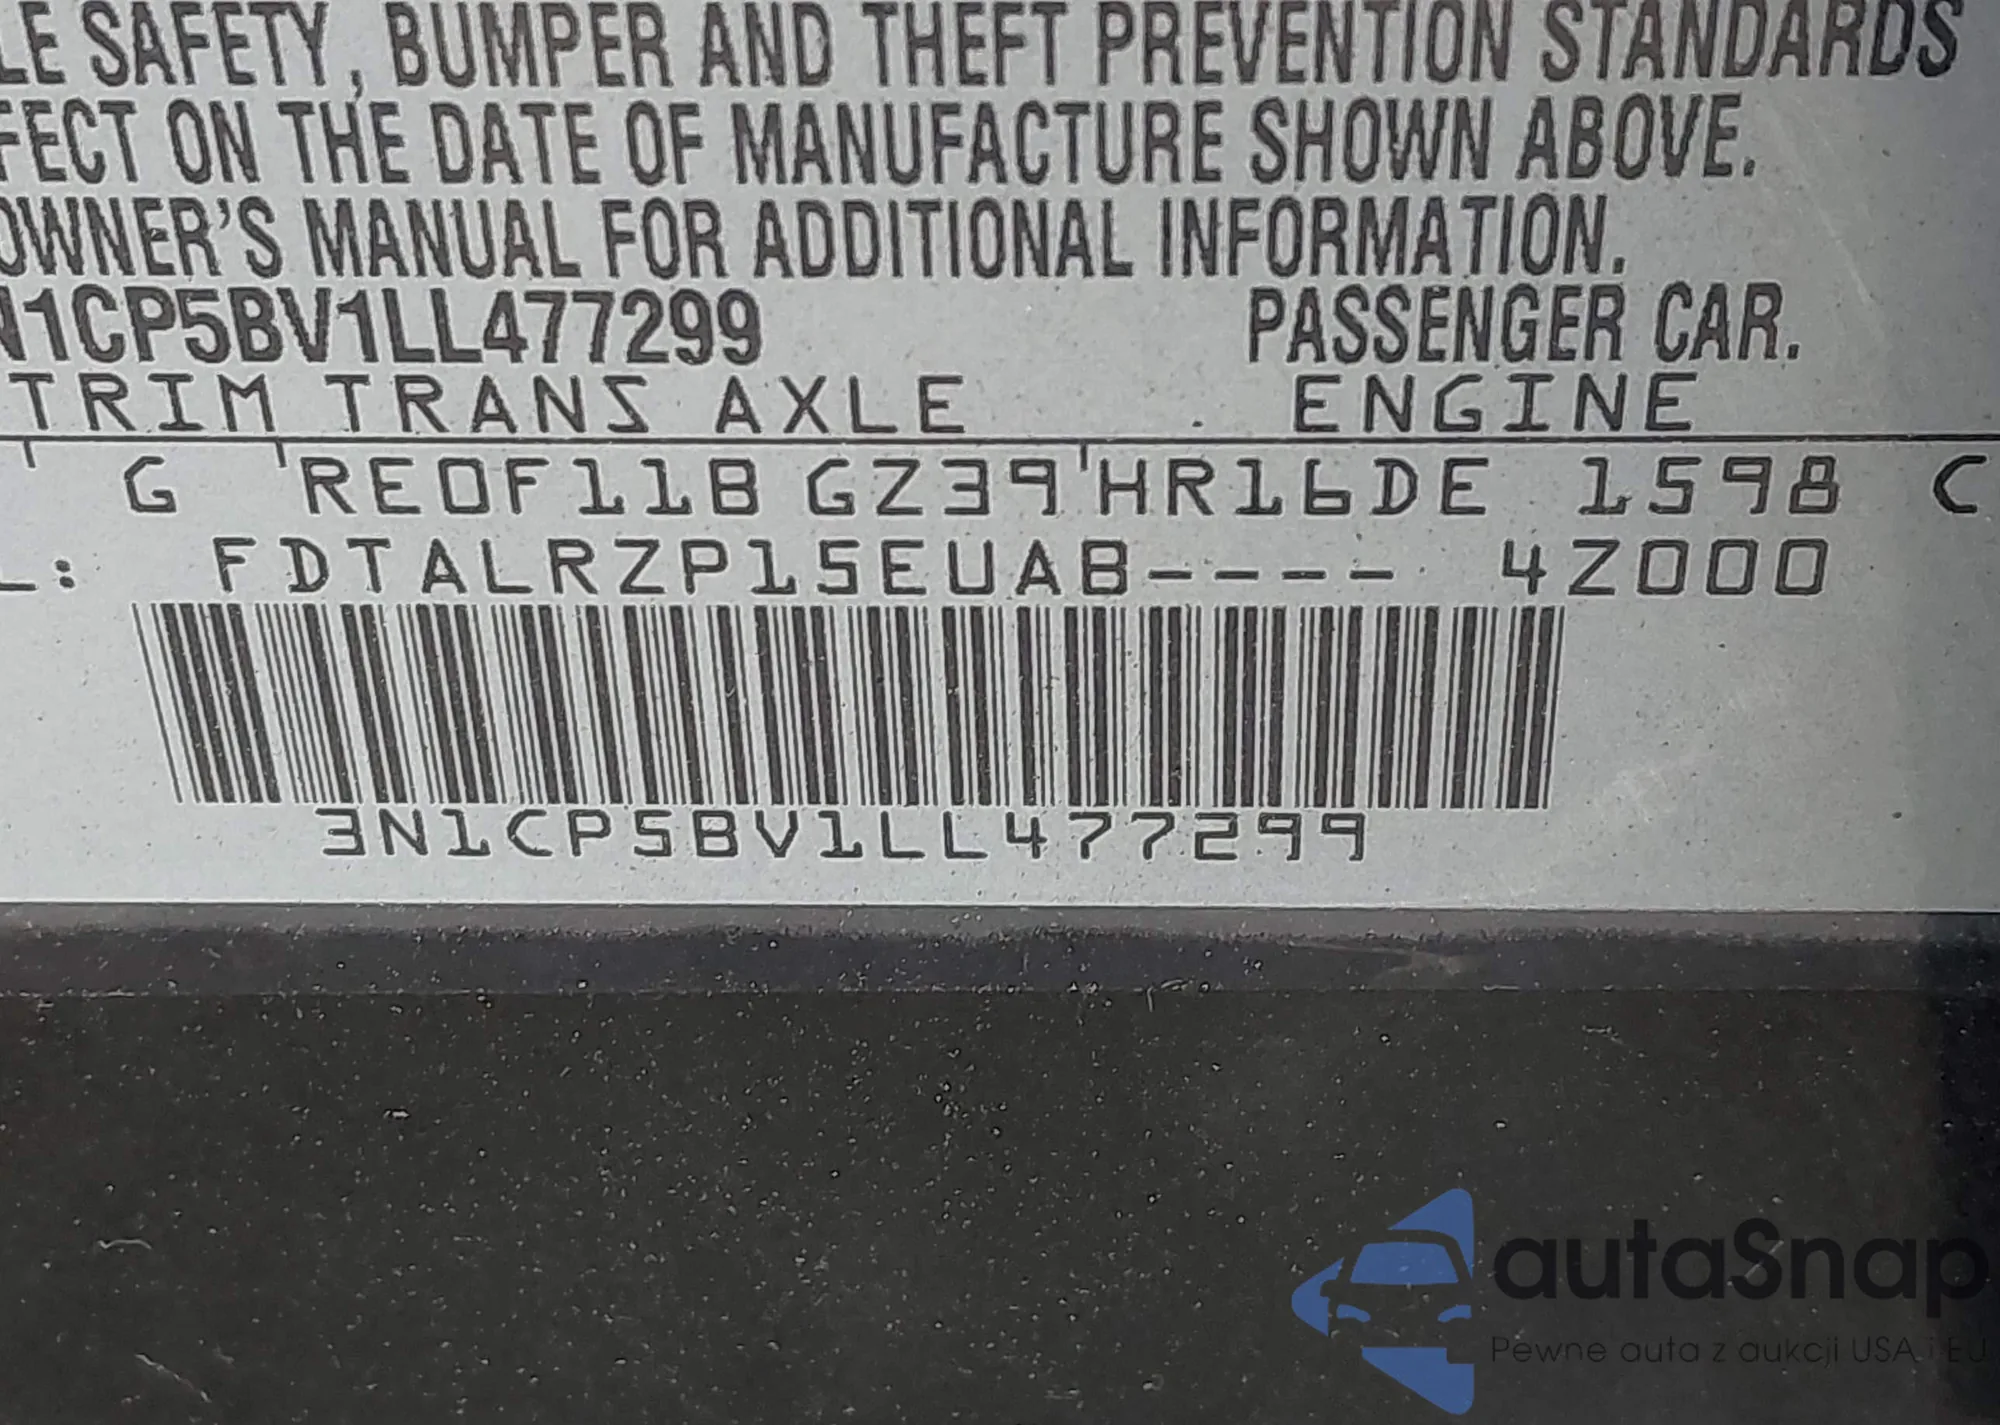 LE SAFETY, BUMPER AND THEFT PREVENTION STANDARDS
FECT ON THE DATE OF MANUFACTURE SHOWN ABOVE.
OWNER'S MANUAL FOR ADDITIONAL INFORMATION.
N1CP5BV1LL477299 PASSENGER CAR.
TRIM TRANS AXLE ENGINE
G RE0F11B GZ39 HR16DE 1598 C
L: FDTALRZP15EUAB---- 4Z000
3N1CP5BV1LL477299
autaSnap
Pewne auta z aukcji USA i EU